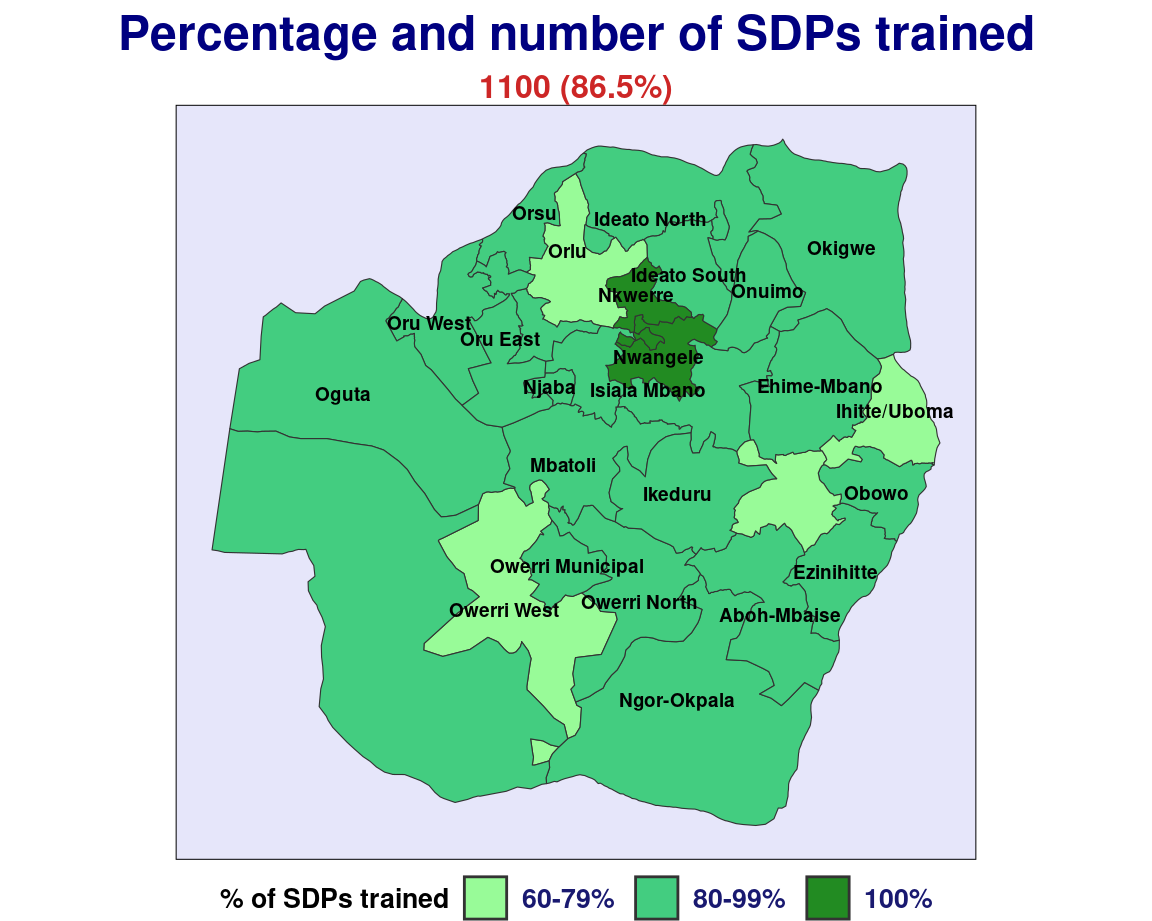 Percentage and number of SDPs trained
1100 (86.5%)
Orsu
Ideato North
Orlu
Okigwe
Ideato South
Nkwerre
Onuimo
Oru West
Oru East
Nwangele
Njaba
Isiala Mbano
Ehime-Mbano
Oguta
Ihitte/Uboma
Mbatoli
Ikeduru
Obowo
Owerri Municipal
Ezinihitte
Owerri West
Owerri North
Aboh-Mbaise
Ngor-Okpala
% of SDPs trained 60-79% 80-99% 100%